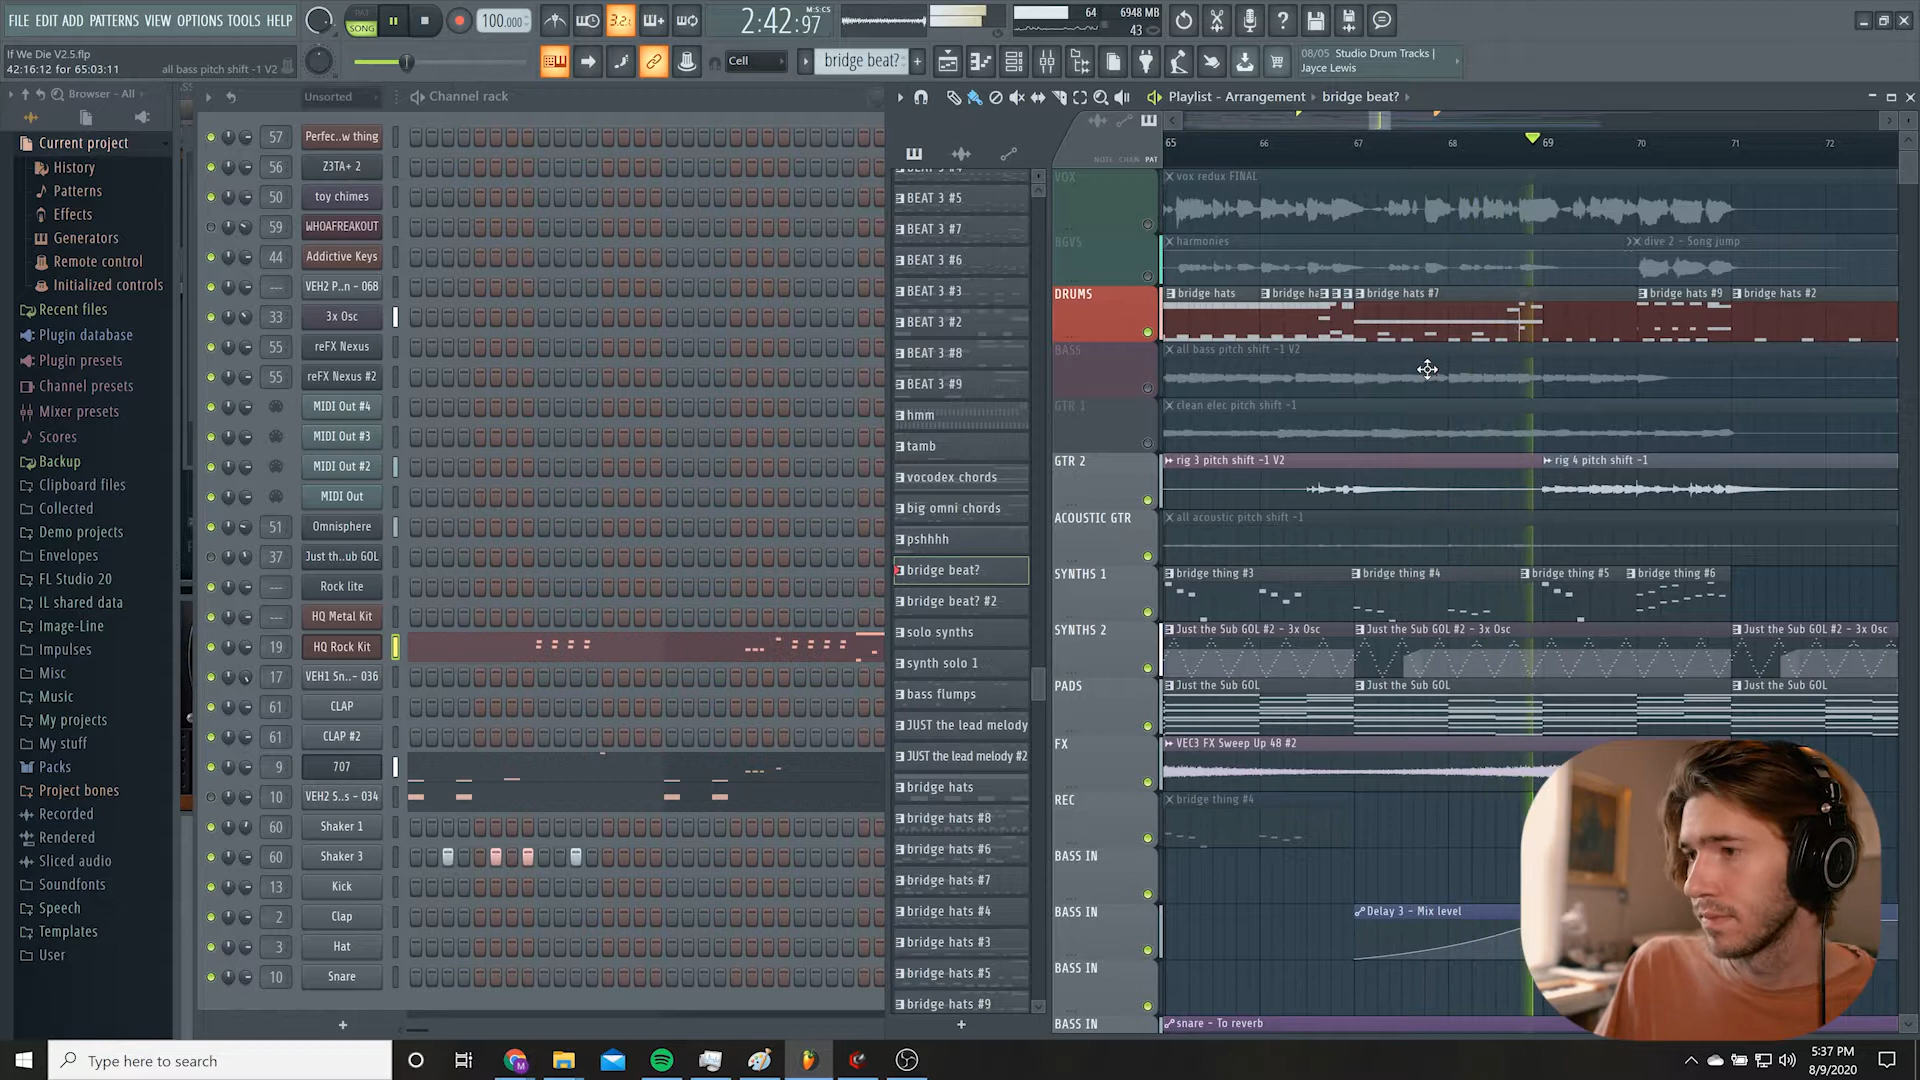 FILE EDIT ADD PATTERNS VIEW OPTIONS TOOLS HELP
SONG
100.000
3.2.
2:42:97
M:S:CS
64
6948 MB
43
If We Die V2.5.flp
42:16:12 for 65:03:11
all bass pitch shift -1 V2
Cell
bridge beat?
08/05 Studio Drum Tracks |
Jayce Lewis
Browser - All
Unsorted
Channel rack
Playlist - Arrangement
bridge beat?
Current project
History
Patterns
Effects
Generators
Remote control
Initialized controls
Recent files
Plugin database
Plugin presets
Channel presets
Mixer presets
Scores
Backup
Clipboard files
Collected
Demo projects
Envelopes
FL Studio 20
IL shared data
Image-Line
Impulses
Misc
Music
My projects
My stuff
Packs
Project bones
Recorded
Rendered
Sliced audio
Soundfonts
Speech
Templates
User
57 Perfec..w thing
56 Z3TA+ 2
50 toy chimes
59 WHOAFREAKOUT
44 Addictive Keys
--- VEH2 P..n - 068
33 3x Osc
55 reFX Nexus
55 reFX Nexus #2
MIDI Out #4
MIDI Out #3
MIDI Out #2
MIDI Out
51 Omnisphere
37 Just th..ub GOL
--- Rock lite
--- HQ Metal Kit
19 HQ Rock Kit
17 VEH1 Sn..- 036
61 CLAP
61 CLAP #2
9 707
10 VEH2 S..s - 034
60 Shaker 1
60 Shaker 3
13 Kick
2 Clap
3 Hat
10 Snare
BEAT 3 #5
BEAT 3 #7
BEAT 3 #6
BEAT 3 #3
BEAT 3 #2
BEAT 3 #8
BEAT 3 #9
hmm
tamb
vocodex chords
big omni chords
pshhhh
bridge beat?
bridge beat? #2
solo synths
synth solo 1
bass flumps
JUST the lead melody
JUST the lead melody #2
bridge hats
bridge hats #8
bridge hats #6
bridge hats #7
bridge hats #4
bridge hats #3
bridge hats #5
bridge hats #9
NOTE CHAN PAT
65 66 67 68 69 70 71 72
VOX
vox redux FINAL
BGVS
harmonies
dive 2 - Song jump
DRUMS
bridge hats
bridge ha
bridge hats #7
bridge hats #9
bridge hats #2
BASS
all bass pitch shift -1 V2
GTR 1
clean elec pitch shift -1
GTR 2
rig 3 pitch shift -1 V2
rig 4 pitch shift -1
ACOUSTIC GTR
all acoustic pitch shift -1
SYNTHS 1
bridge thing #3
bridge thing #4
bridge thing #5
bridge thing #6
SYNTHS 2
Just the Sub GOL #2 - 3x Osc
Just the Sub GOL #2 - 3x Osc
Just the Sub GOL #2 - 3x Osc
PADS
Just the Sub GOL
Just the Sub GOL
Just the Sub GOL
FX
VEC3 FX Sweep Up 48 #2
REC
bridge thing #4
BASS IN
BASS IN
Delay 3 - Mix level
BASS IN
BASS IN
snare - To reverb
Type here to search
M
5:37 PM
8/9/2020